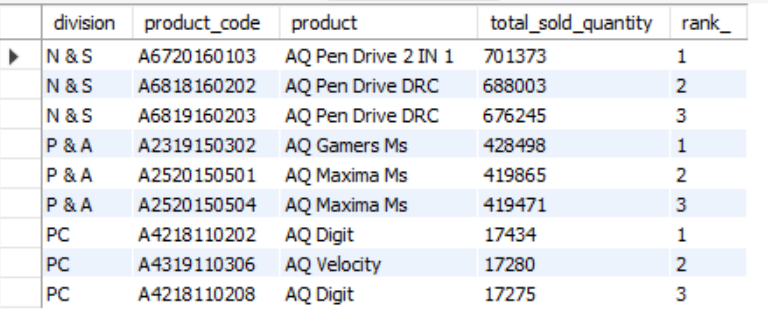 division product_code product total_sold_quantity rank_
N & S A6720160103 AQ Pen Drive 2 IN 1 701373 1
N & S A6818160202 AQ Pen Drive DRC 688003 2
N & S A6819160203 AQ Pen Drive DRC 676245 3
P & A A2319150302 AQ Gamers Ms 428498 1
P & A A2520150501 AQ Maxima Ms 419865 2
P & A A2520150504 AQ Maxima Ms 419471 3
PC A4218110202 AQ Digit 17434 1
PC A4319110306 AQ Velocity 17280 2
PC A4218110208 AQ Digit 17275 3